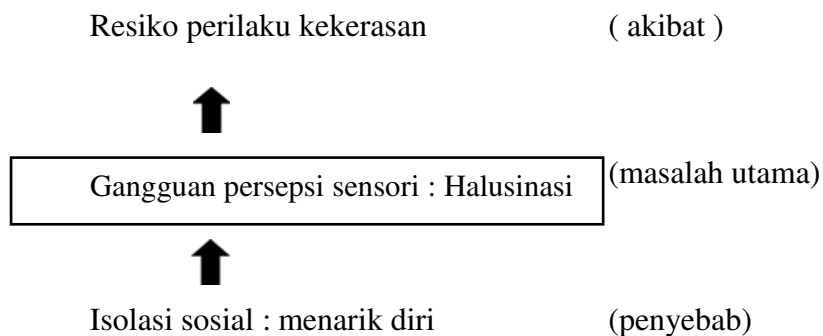 Resiko perilaku kekerasan ( akibat )
Gangguan persepsi sensori : Halusinasi (masalah utama)
Isolasi sosial : menarik diri (penyebab)